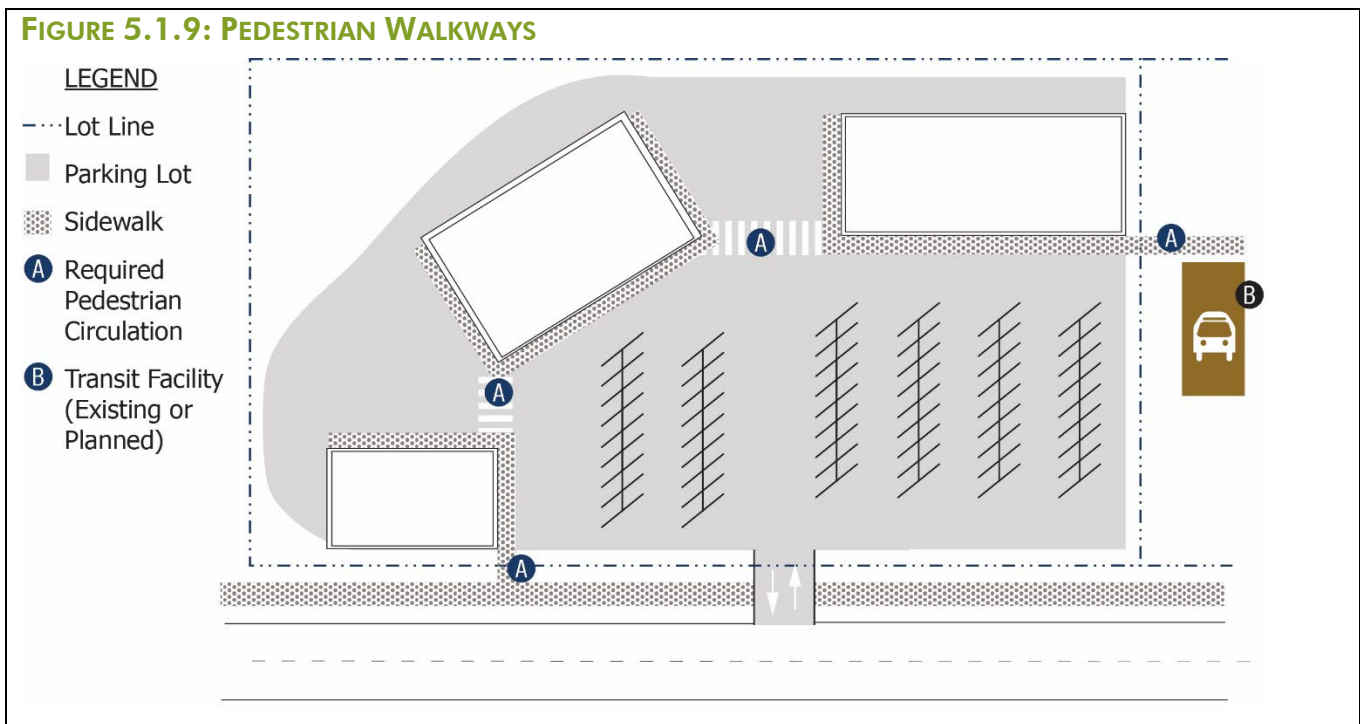 FIGURE 5.1.9: PEDESTRIAN WALKWAYS
LEGEND
Lot Line
Parking Lot
Sidewalk
A Required
Pedestrian
Circulation
B Transit Facility
(Existing or
Planned)
A
A
B
A
A